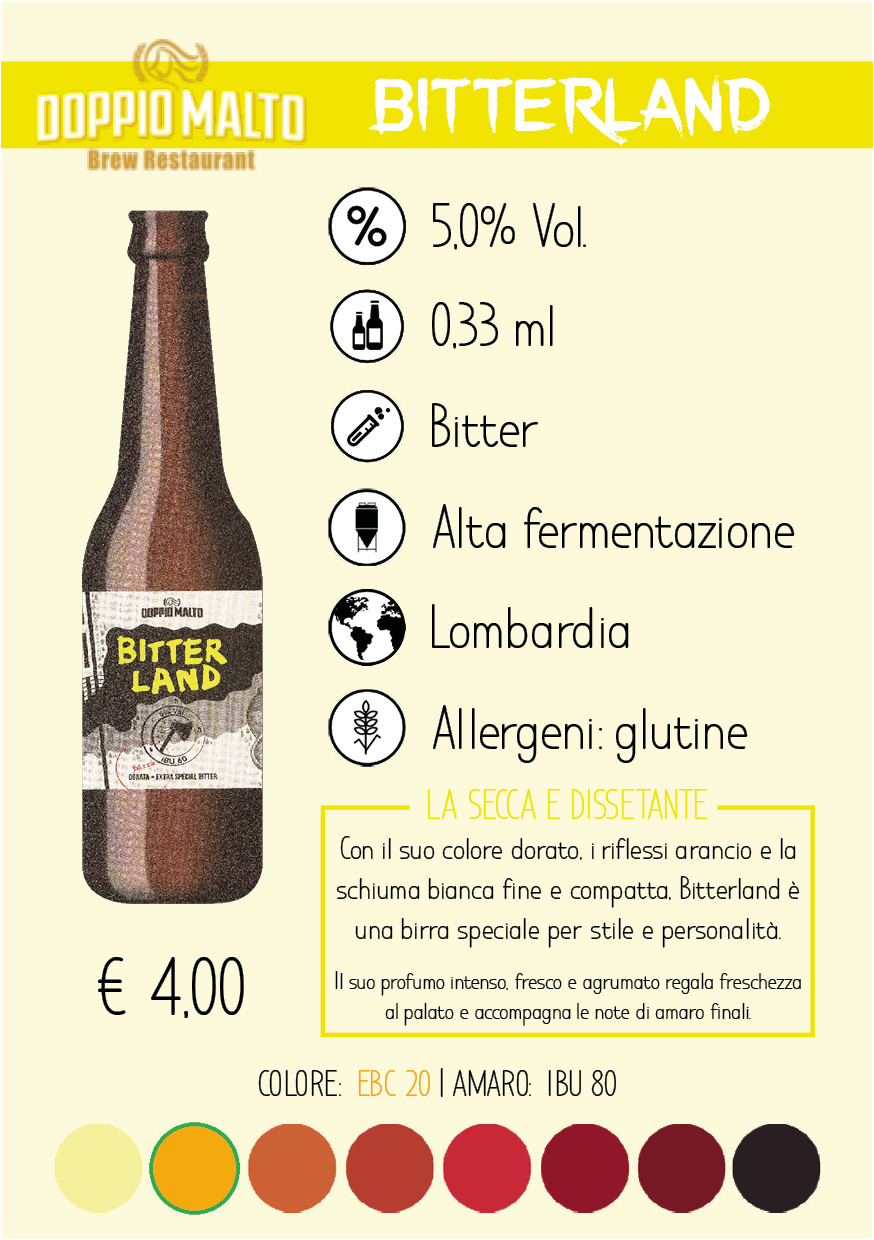 DOPPIO MALTO
Brew Restaurant
BITTERLAND
%
5,0% Vol.
0,33 ml
Bitter
Alta fermentazione
Lombardia
Allergeni: glutine
DOPPIO MALTO
BITTER
LAND
IBU 60
birra
DORATA - EXTRA SPECIAL BITTER
€ 4,00
LA SECCA E DISSETANTE
Con il suo colore dorato, i riflessi arancio e la
schiuma bianca fine e compatta, Bitterland è
una birra speciale per stile e personalità.
Il suo profumo intenso, fresco e agrumato regala freschezza
al palato e accompagna le note di amaro finali.
COLORE: EBC 20 | AMARO: IBU 80